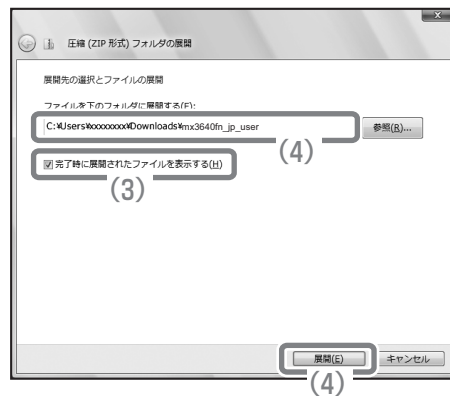 圧縮 (ZIP 形式) フォルダの展開
展開先の選択とファイルの展開
ファイルを下のフォルダに展開する(F):
C:¥Users¥xxxxxxxx¥Downloads¥mx3640fn_jp_user
参照(R)...
(4)
☑ 完了時に展開されたファイルを表示する(H)
(3)
展開(E)
キャンセル
(4)